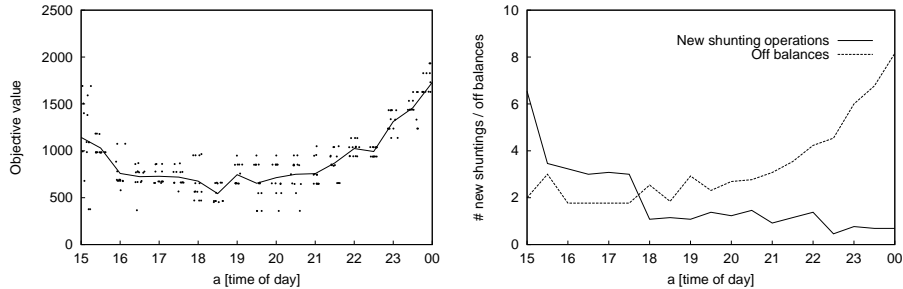 2500
2000
1500
1000
500
0
Objective value
15 16 17 18 19 20 21 22 23 00
a [time of day]
10
8
6
4
2
0
# new shuntings / off balances
New shunting operations
Off balances
15 16 17 18 19 20 21 22 23 00
a [time of day]